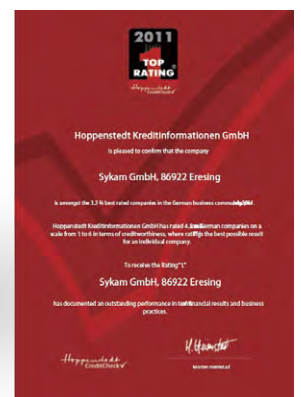 2011
1
TOP
RATING
Hoppenstedt
CreditCheck
Hoppenstedt Kreditinformationen GmbH
is pleased to confirm that the company
Sykam GmbH, 86922 Eresing
is amongst the 3,3 % best rated companies in the German business
Hoppenstedt Kreditinformationen GmbH has rated German companies on a
scale from 1 to 6 in terms of creditworthiness, where is the best possible result
for an individual company.
To receive the Rating "1"
Sykam GmbH, 86922 Eresing
has documented an outstanding performance in financial results and business
practices.
Hoppenstedt
CreditCheck